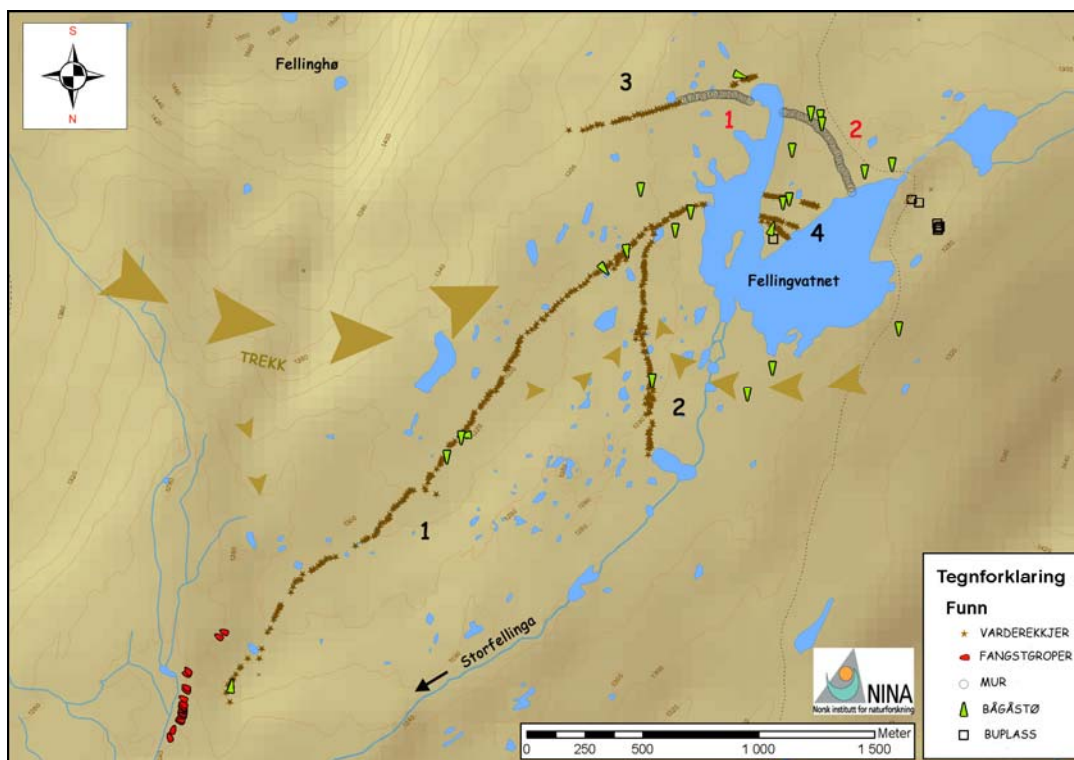 S
N
Fellinghø
3
1
2
4
Fellingvatnet
TREKK
2
1
Storfellinga
Tegnforklaring
Funn
VARDEREKKJER
FANGSTGROPER
MUR
BÅGÅSTØ
BUPLASS
NINA
Norsk institutt for naturforskning
Meter
0 250 500 1 000 1 500